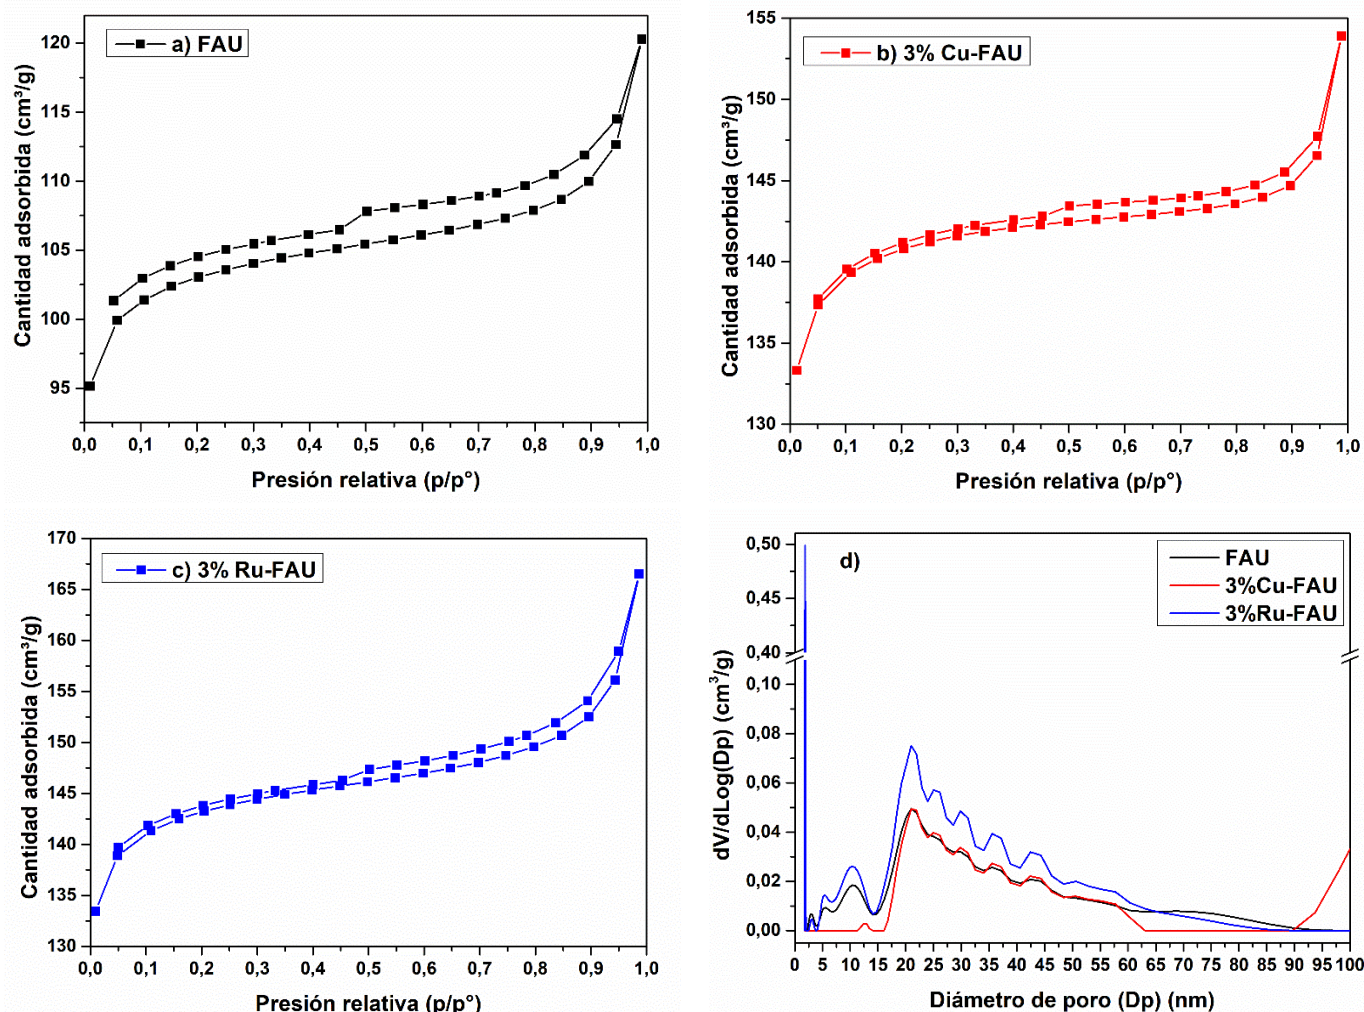 a) FAU
Cantidad adsorbida (cm³/g)
120
115
110
105
100
95
0,0 0,1 0,2 0,3 0,4 0,5 0,6 0,7 0,8 0,9 1,0
Presión relativa (p/p°)
b) 3% Cu-FAU
Cantidad adsorbida (cm³/g)
155
150
145
140
135
130
0,0 0,1 0,2 0,3 0,4 0,5 0,6 0,7 0,8 0,9 1,0
Presión relativa (p/p°)
c) 3% Ru-FAU
Cantidad adsorbida (cm³/g)
170
165
160
155
150
145
140
135
130
0,0 0,1 0,2 0,3 0,4 0,5 0,6 0,7 0,8 0,9 1,0
Presión relativa (p/p°)
d)
FAU
3%Cu-FAU
3%Ru-FAU
dV/dLog(Dp) (cm³/g)
0,50
0,45
0,40
0,10
0,08
0,06
0,04
0,02
0,00
0 5 10 15 20 25 30 35 40 45 50 55 60 65 70 75 80 85 90 95 100
Diámetro de poro (Dp) (nm)